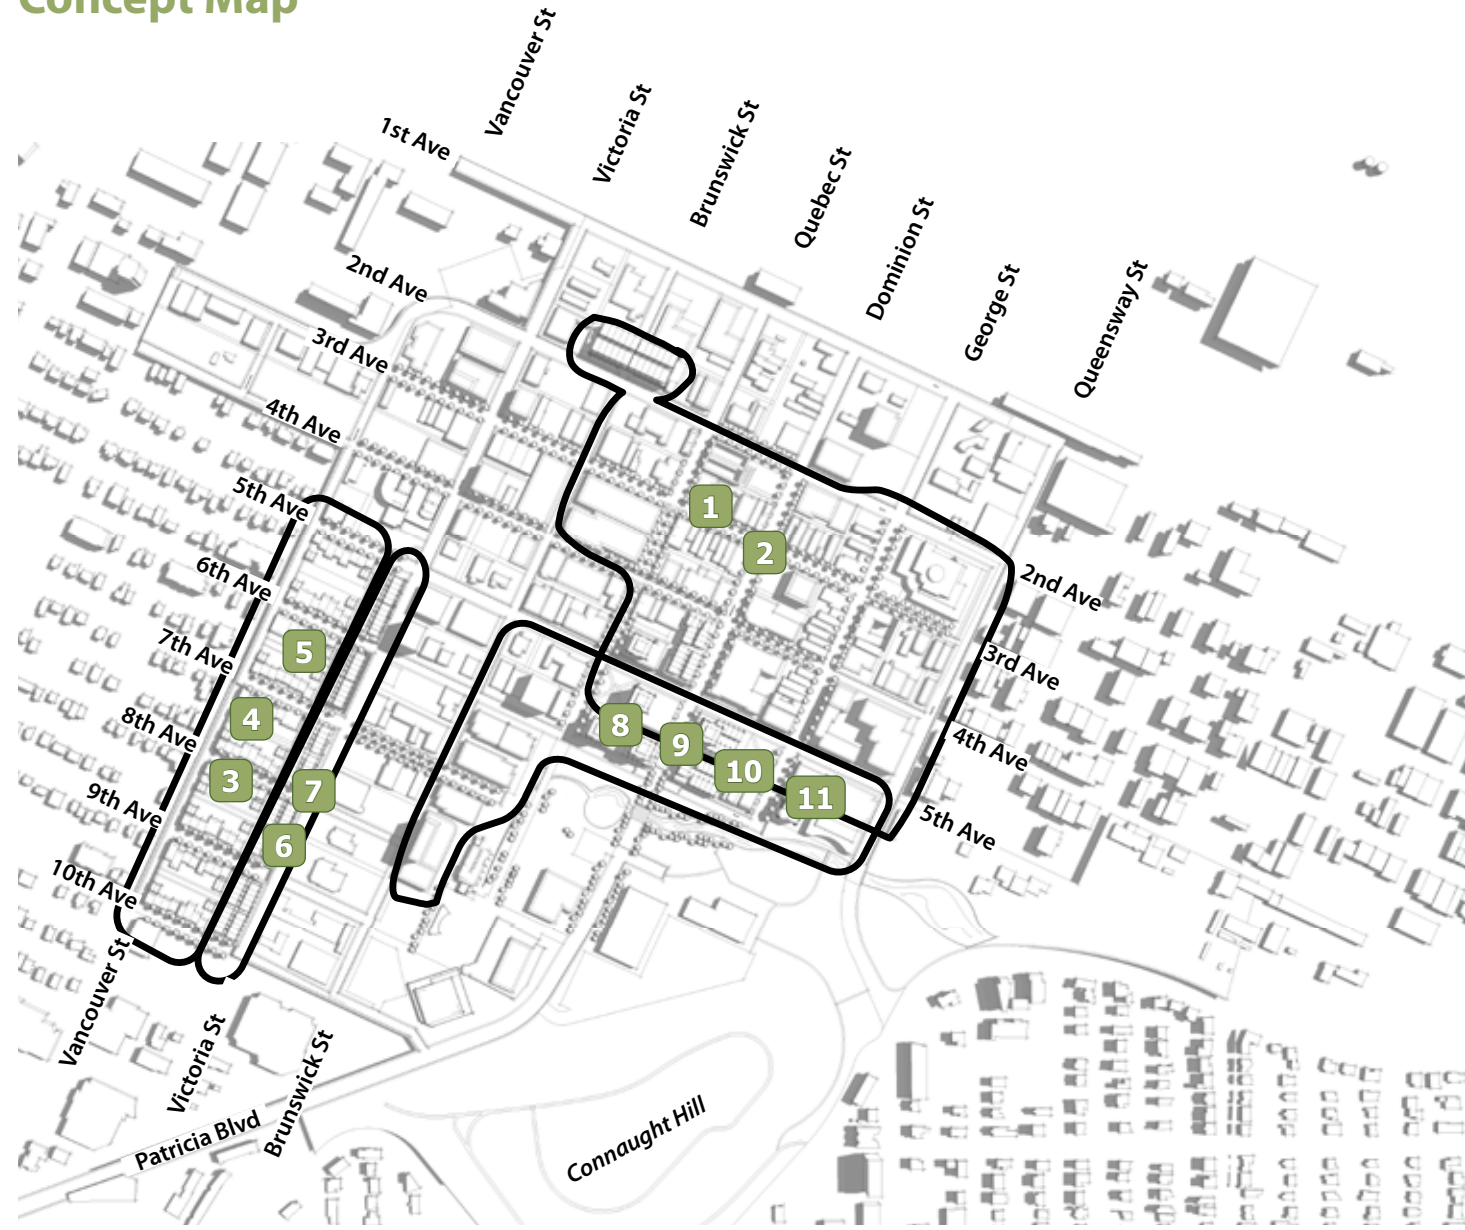 Concept Map
Vancouver St
Victoria St
Brunswick St
Quebec St
Dominion St
George St
Queensway St
1st Ave
2nd Ave
3rd Ave
4th Ave
5th Ave
6th Ave
7th Ave
8th Ave
9th Ave
10th Ave
1
2
5
4
3
7
6
8
9
10
11
2nd Ave
3rd Ave
4th Ave
5th Ave
Vancouver St
Victoria St
Brunswick St
Patricia Blvd
Connaught Hill